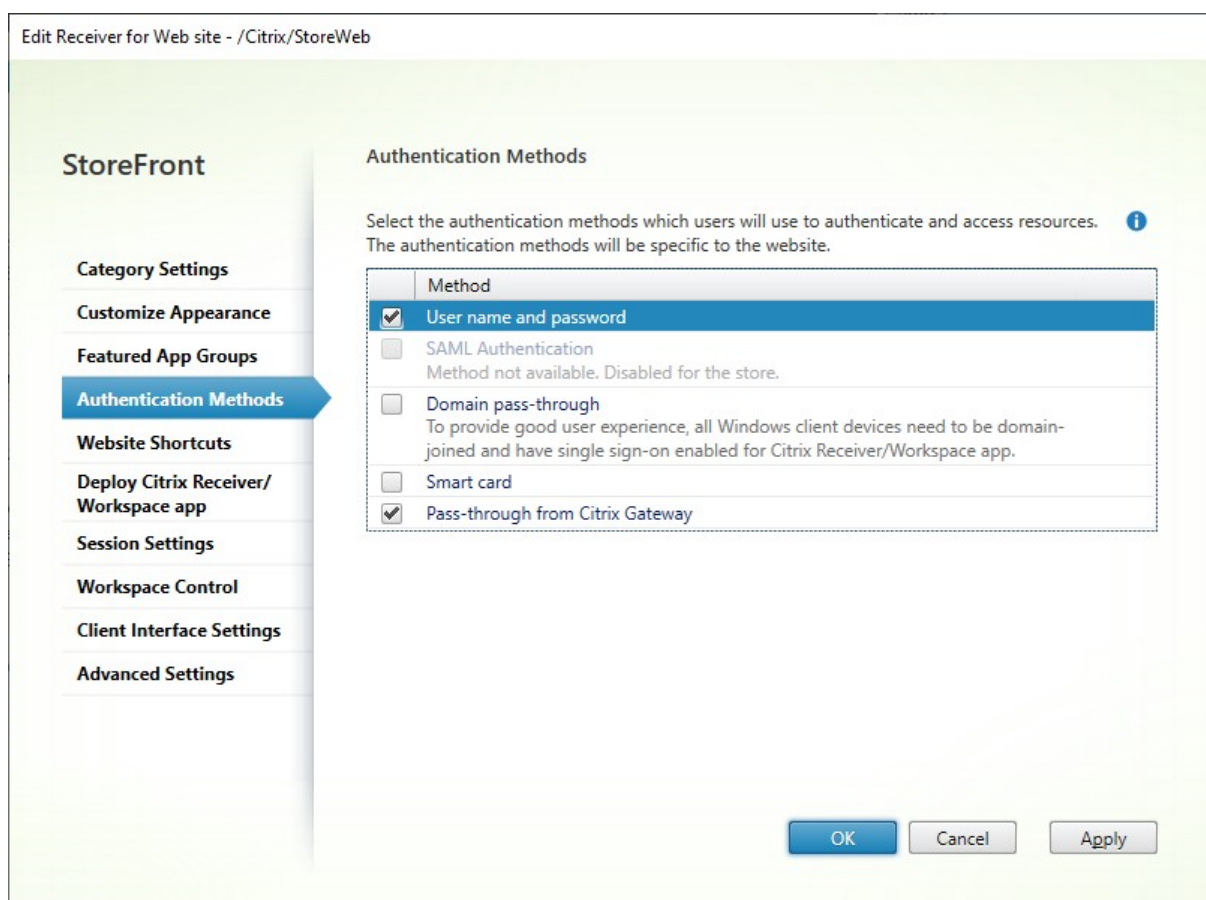 Edit Receiver for Web site - /Citrix/StoreWeb
StoreFront
Category Settings
Customize Appearance
Featured App Groups
Authentication Methods
Website Shortcuts
Deploy Citrix Receiver/
Workspace app
Session Settings
Workspace Control
Client Interface Settings
Advanced Settings
Authentication Methods
Select the authentication methods which users will use to authenticate and access resources.
The authentication methods will be specific to the website.
Method
User name and password
SAML Authentication
Method not available. Disabled for the store.
Domain pass-through
To provide good user experience, all Windows client devices need to be domain-
joined and have single sign-on enabled for Citrix Receiver/Workspace app.
Smart card
Pass-through from Citrix Gateway
OK
Cancel
Apply